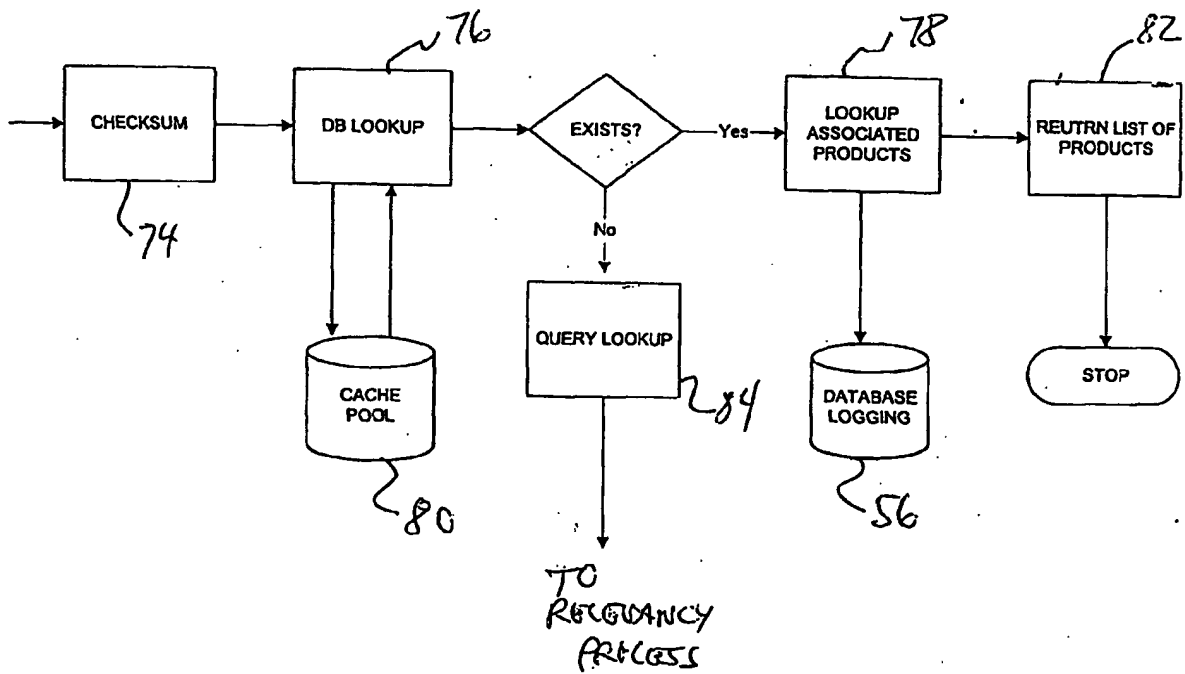 76
78
82
CHECKSUM
DB LOOKUP
EXISTS?
Yes
LOOKUP
ASSOCIATED
PRODUCTS
REUTRN LIST OF
PRODUCTS
74
No
QUERY LOOKUP
84
CACHE
POOL
80
DATABASE
LOGGING
56
STOP
TO
RELEVANCY
PROCESS